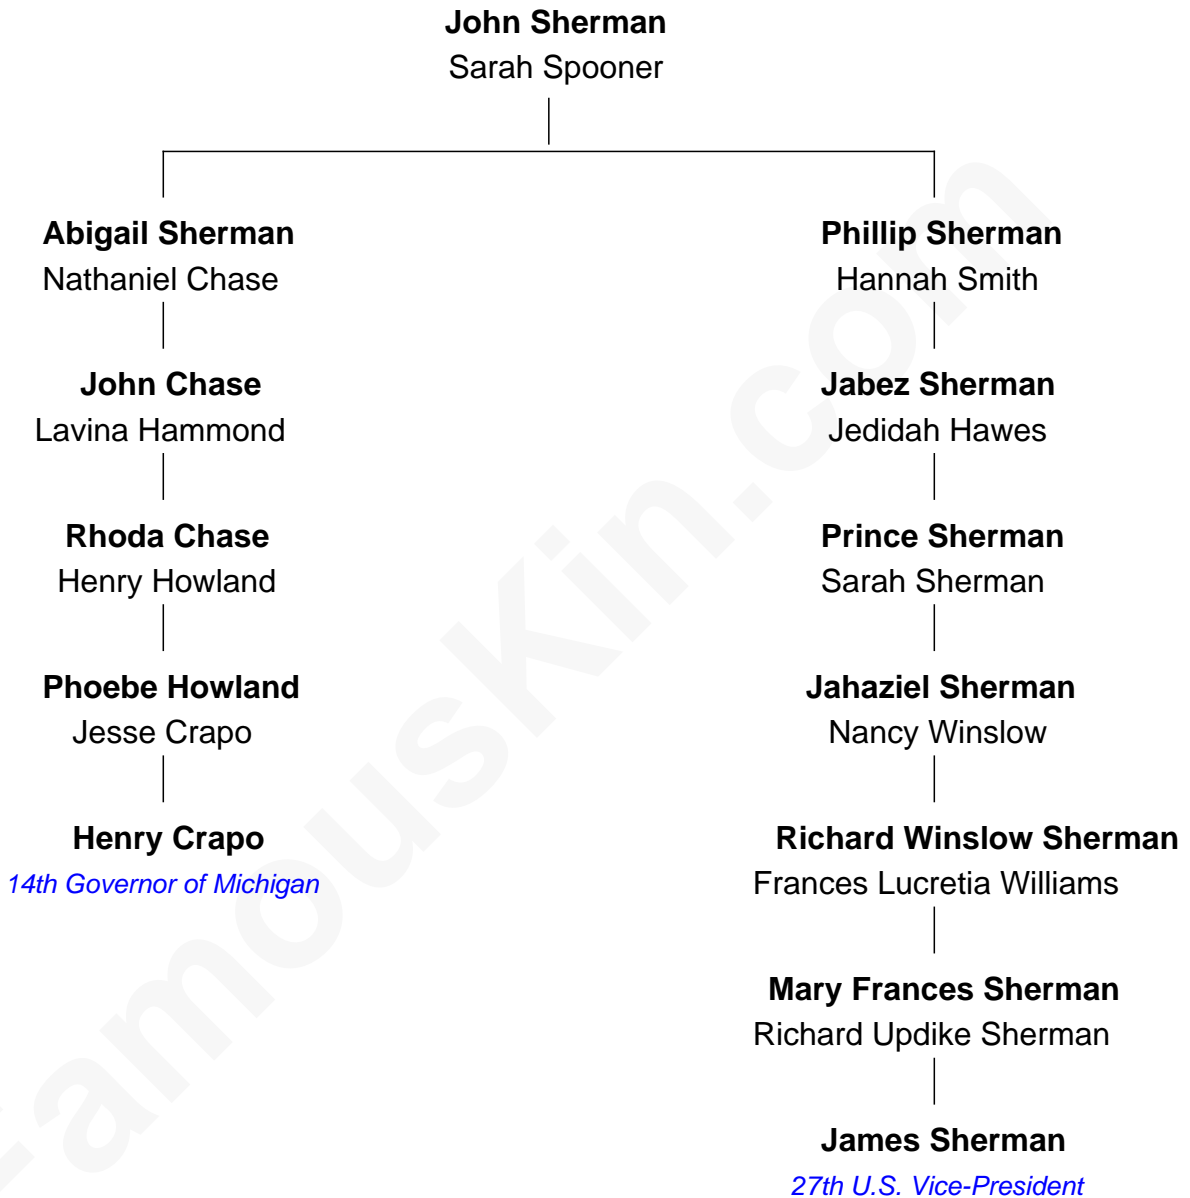 John Sherman
Sarah Spooner
Abigail Sherman
Nathaniel Chase
John Chase
Lavina Hammond
Rhoda Chase
Henry Howland
Phoebe Howland
Jesse Crapo
Henry Crapo
14th Governor of Michigan
Phillip Sherman
Hannah Smith
Jabez Sherman
Jedidah Hawes
Prince Sherman
Sarah Sherman
Jahaziel Sherman
Nancy Winslow
Richard Winslow Sherman
Frances Lucretia Williams
Mary Frances Sherman
Richard Updike Sherman
James Sherman
27th U.S. Vice-President
FamousKin.com